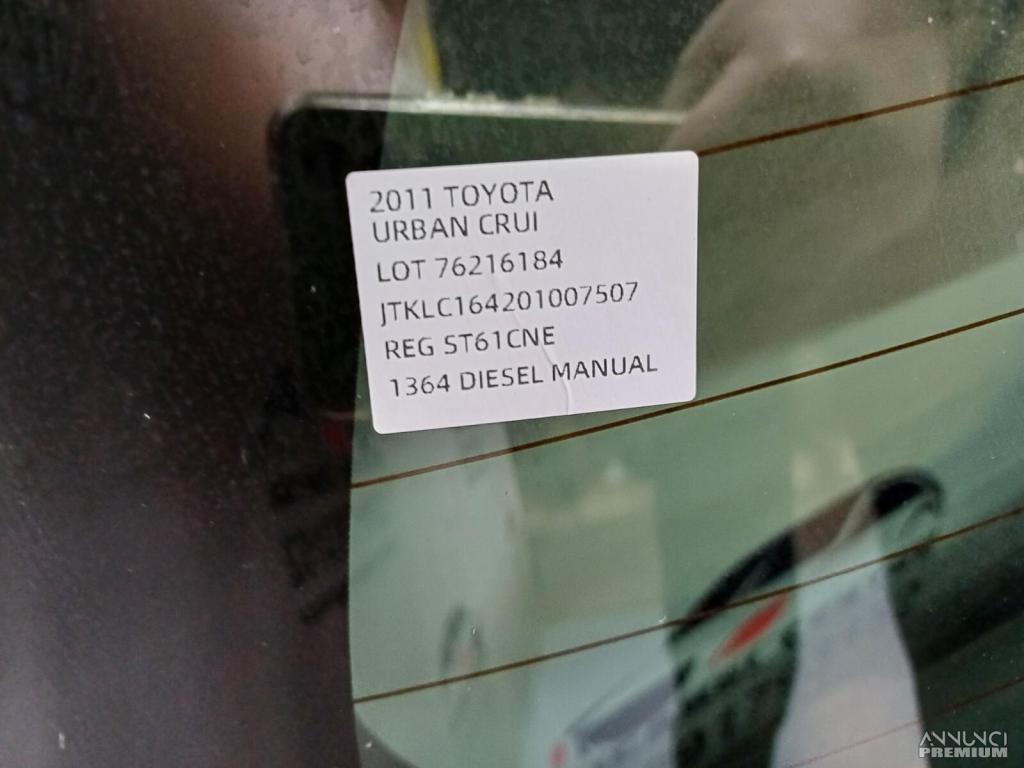 2011 TOYOTA
URBAN CRUI
LOT 76216184
JTKLC164201007507
REG ST61CNE
1364 DIESEL MANUAL
ANNUNCI
PREMIUM